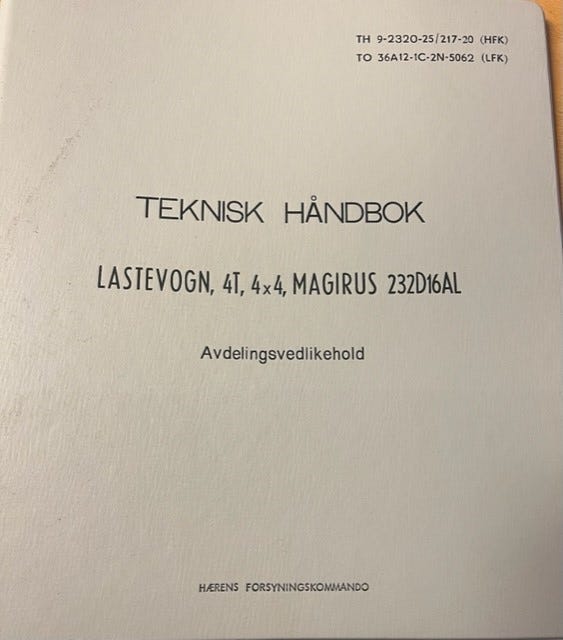 TH 9-2320-25/217-20 (HFK)
TO 36A12-1C-2N-5062 (LFK)
TEKNISK HÅNDBOK
LASTEVOGN, 4T, 4x4, MAGIRUS 232D16AL
Avdelingsvedlikehold
HÆRENS FORSYNINGSKOMMANDO